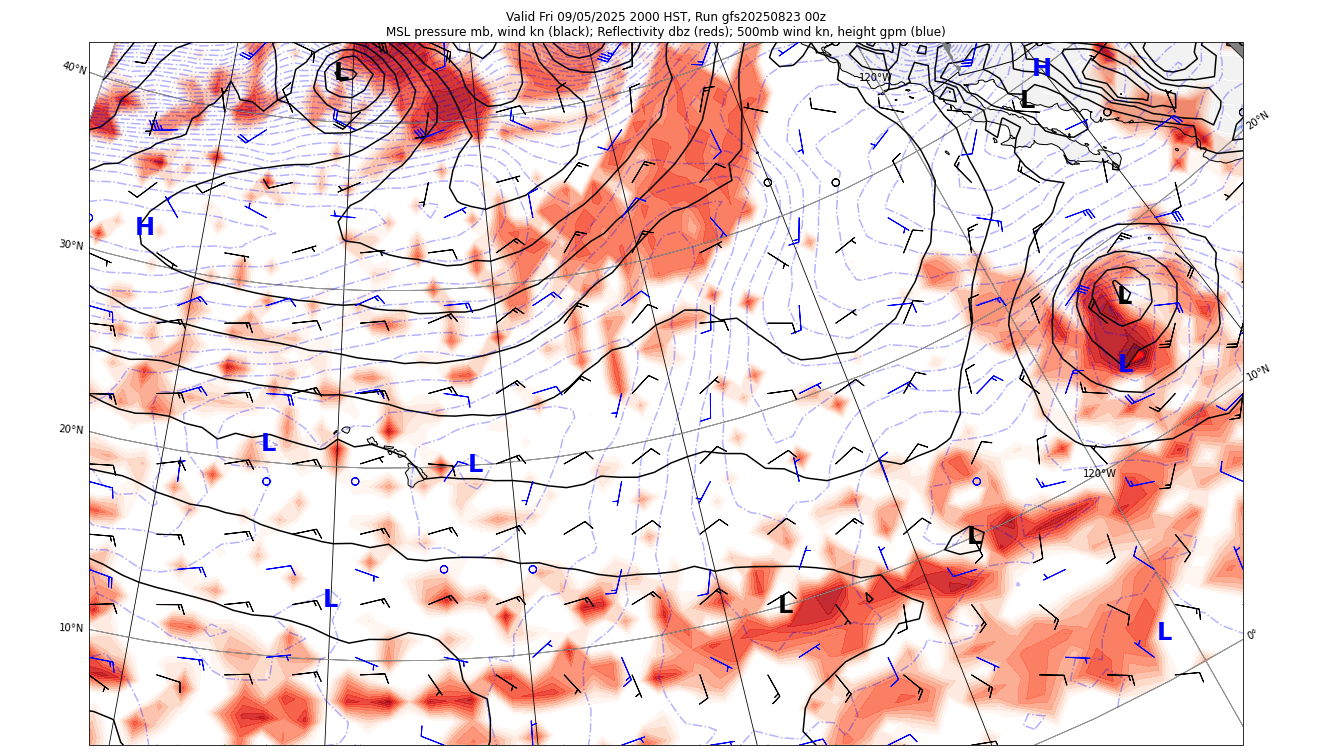 Valid Fri 09/05/2025 2000 HST, Run gfs20250823 00z
MSL pressure mb, wind kn (black); Reflectivity dbz (reds); 500mb wind kn, height gpm (blue)
40°N
L
120°W
H
L
20°N
H
30°N
L
L
10°N
20°N
L
L
120°W
L
L
L
10°N
L
0°